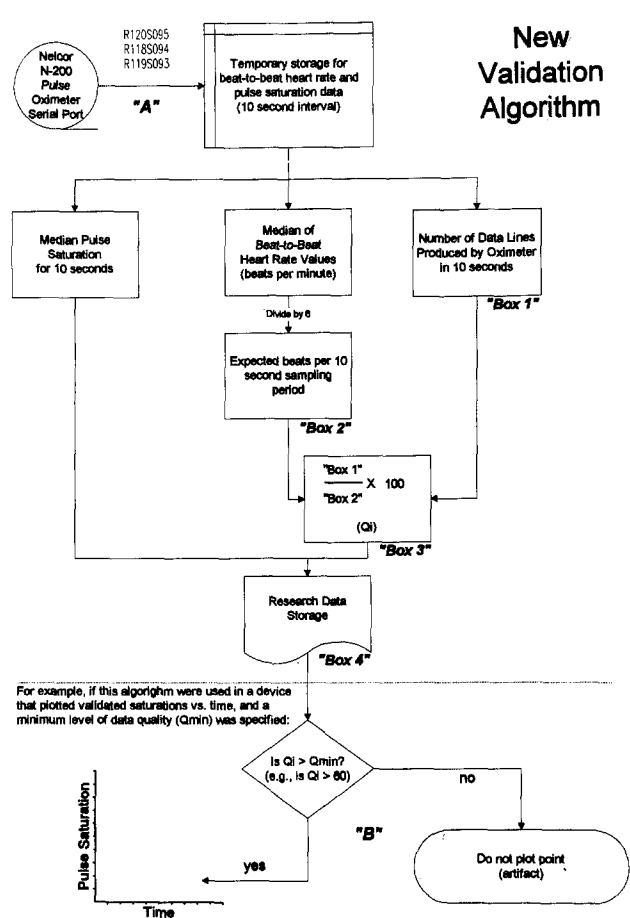 R120S095
R118S094
R119S093
New
Validation
Algorithm
Nelcor
N-200
Pulse
Oximeter
Serial Port
"A"
Temporary storage for
beat-to-beat heart rate and
pulse saturation data
(10 second interval)
Median Pulse
Saturation
for 10 seconds
Median of
Beat-to-Beat
Heart Rate Values
(beats per minute)
Number of Data Lines
Produced by Oximeter
in 10 seconds
"Box 1"
Divide by 6
Expected beats per 10
second sampling
period
"Box 2"
"Box 1"
X 100
"Box 2"
(Qi)
"Box 3"
Research Data
Storage
"Box 4"
For example, if this algorighm were used in a device
that plotted validated saturations vs. time, and a
minimum level of data quality (Qmin) was specified:
Is Qi > Qmin?
(e.g., is Qi > 60)
no
"B"
yes
Do not plot point
(artifact)
Pulse Saturation
Time